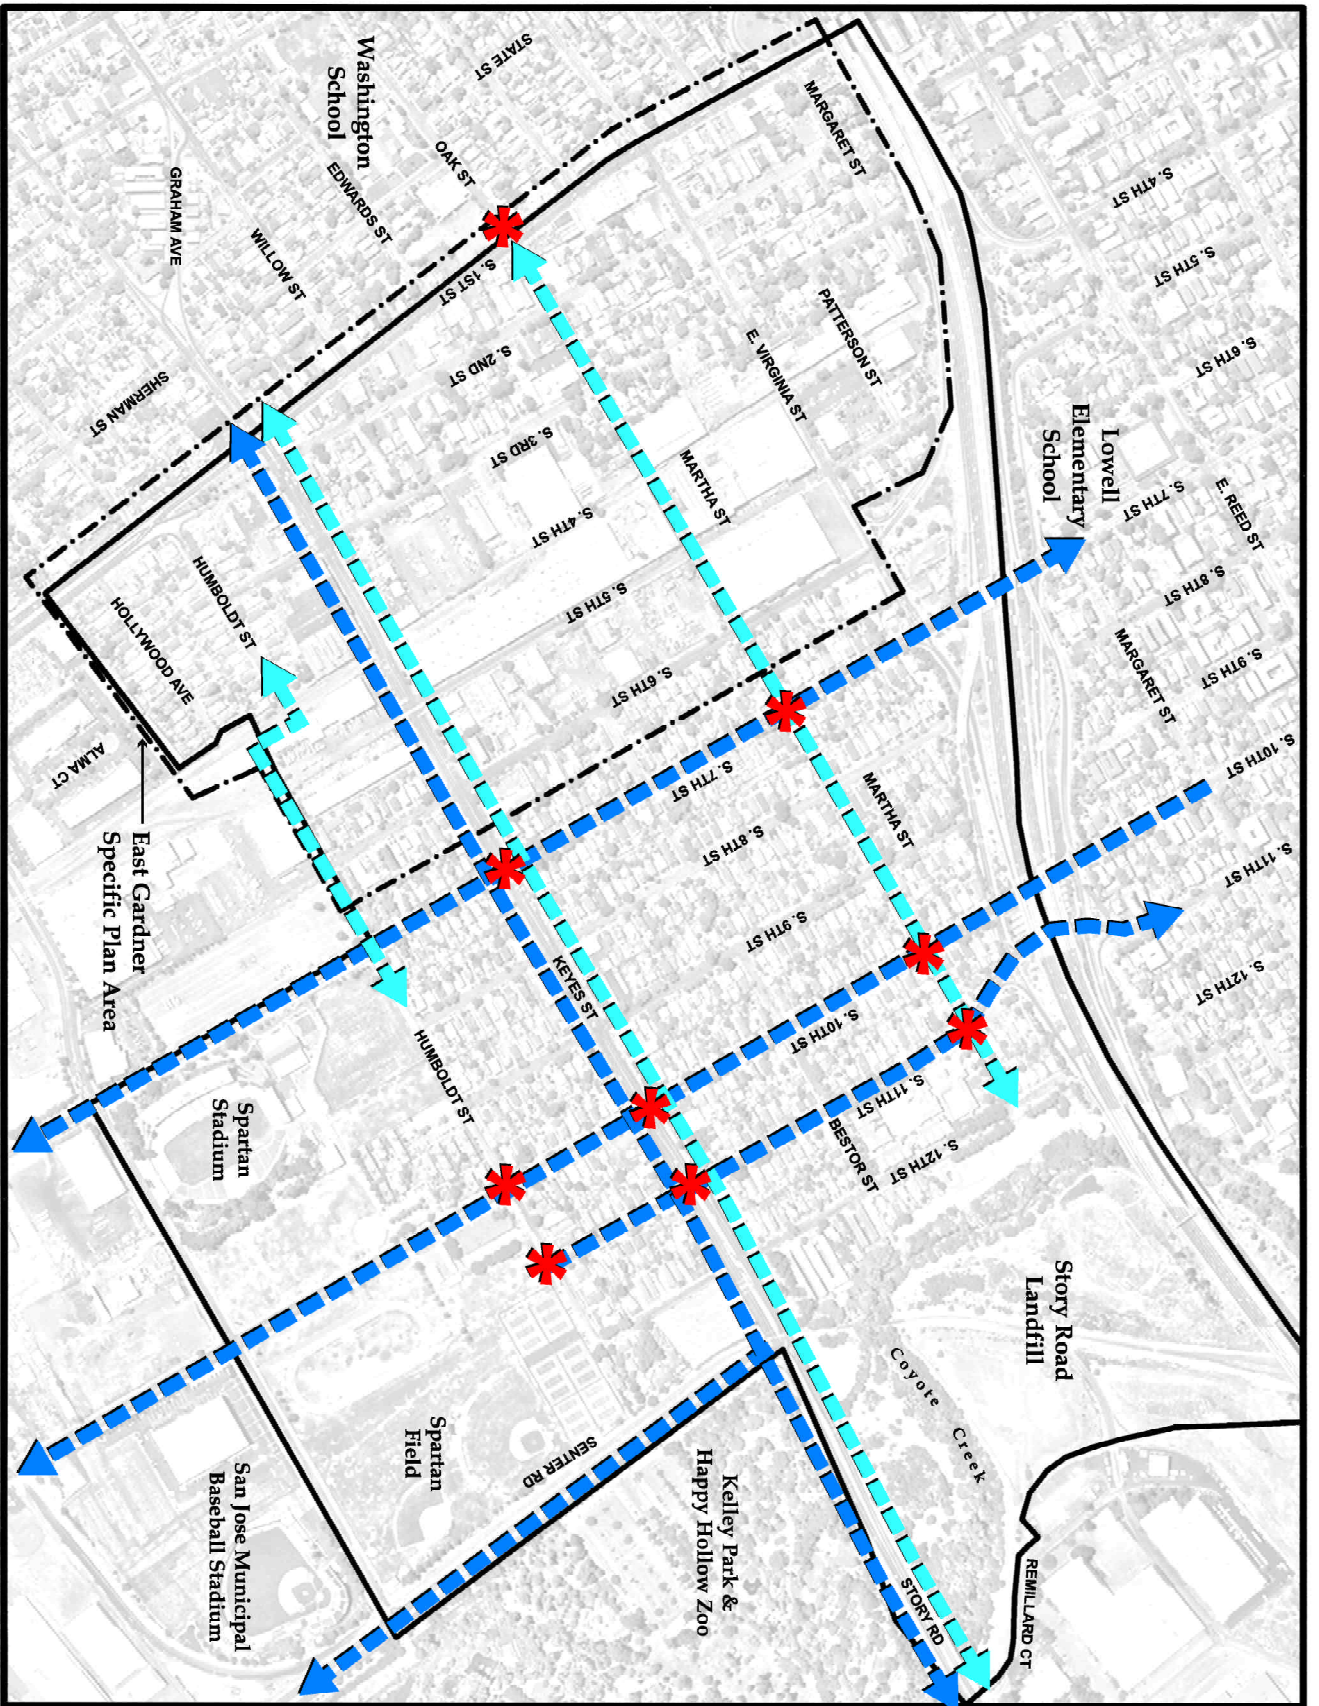 STATE ST
Washington
School
OAK ST
EDWARDS ST
GRAHAM AVE
WILLOW ST
SHERMAN ST
S. 1ST ST
S. 2ND ST
S. 3RD ST
S. 4TH ST
S. 5TH ST
S. 6TH ST
MARGARET ST
PATTERSON ST
E. VIRGINIA ST
MARTHA ST
S. 4TH ST
S. 5TH ST
S. 6TH ST
Lowell
Elementary
School
S. 7TH ST
E. REED ST
S. 8TH ST
MARGARET ST
S. 9TH ST
S. 10TH ST
S. 11TH ST
S. 12TH ST
HUMBOLDT ST
HOLLYWOOD AVE
ALMA CT
East Gardner
Specific Plan Area
S. 7TH ST
S. 8TH ST
S. 9TH ST
MARTHA ST
KEYES ST
S. 10TH ST
S. 11TH ST
BESTOR ST
S. 12TH ST
HUMBOLDT ST
Spartan
Stadium
Story Road
Landfill
Coyote Creek
Spartan
Field
SENTER RD
Kelley Park &
Happy Hollow Zoo
San Jose Municipal
Baseball Stadium
STORY RD
REMILLARD CT